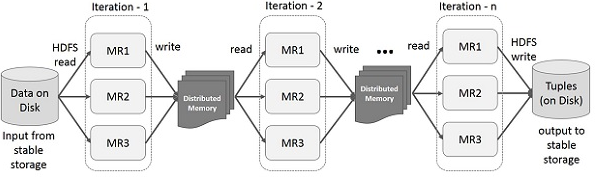 Iteration - 1
Iteration - 2
Iteration - n
HDFS
read
MR1
write
read
MR1
write
...
read
MR1
HDFS
write
Data on
Disk
MR2
Distributed
Memory
MR2
Distributed
Memory
MR2
Tuples
(on Disk)
Input from
stable
storage
MR3
MR3
MR3
output to
stable
storage